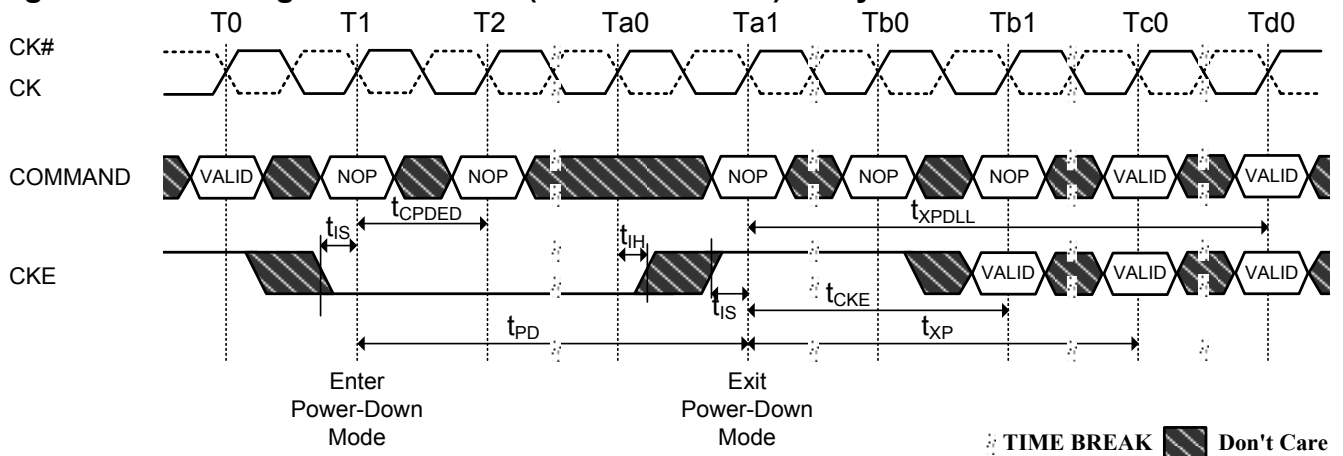 T0 T1 T2 Ta0 Ta1 Tb0 Tb1 Tc0 Td0
CK#
CK
COMMAND VALID NOP NOP NOP NOP NOP VALID VALID
tCPDED tXPDLL
tIS tIH
CKE VALID VALID VALID
tIS tCKE
tPD tXP
Enter
Power-Down
Mode
Exit
Power-Down
Mode
TIME BREAK Don't Care